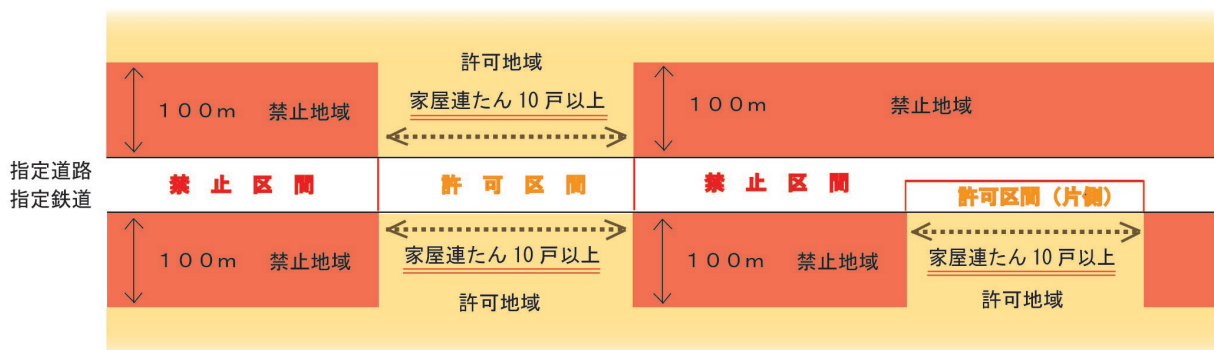 許可地域
家屋連たん10戸以上
100m 禁止地域
100m 禁止地域
指定道路
指定鉄道
禁止区間 許可区間 禁止区間 許可区間(片側)
100m 禁止地域
家屋連たん10戸以上
許可地域
100m 禁止地域
家屋連たん10戸以上
許可地域